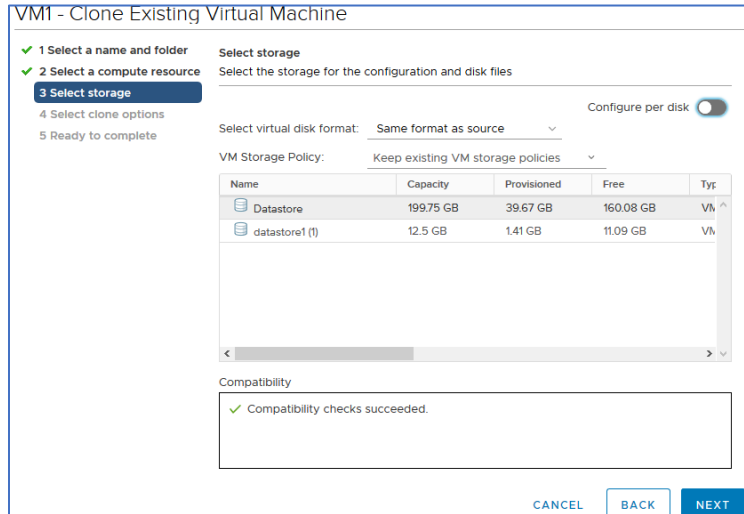 VM1 - Clone Existing Virtual Machine
1 Select a name and folder
2 Select a compute resource
3 Select storage
4 Select clone options
5 Ready to complete
Select storage
Select the storage for the configuration and disk files
Configure per disk
Select virtual disk format: Same format as source
VM Storage Policy: Keep existing VM storage policies
Name Capacity Provisioned Free Typ
Datastore 199.75 GB 39.67 GB 160.08 GB VM
datastore1 (1) 12.5 GB 1.41 GB 11.09 GB VM
Compatibility
Compatibility checks succeeded.
CANCEL BACK NEXT